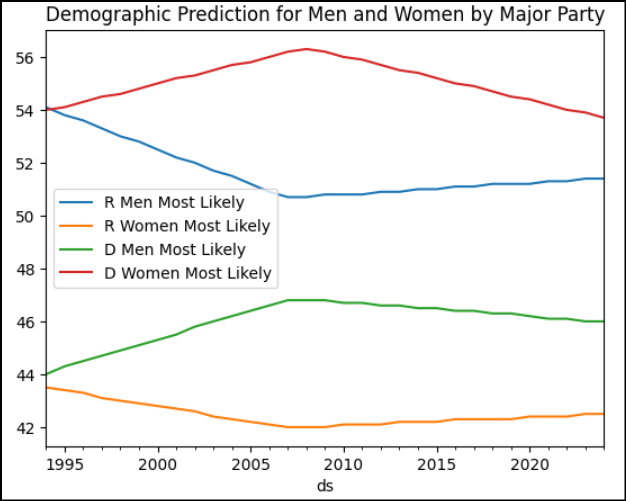 Demographic Prediction for Men and Women by Major Party
56
54
52
50
48
46
44
42
R Men Most Likely
R Women Most Likely
D Men Most Likely
D Women Most Likely
1995 2000 2005 2010 2015 2020
ds